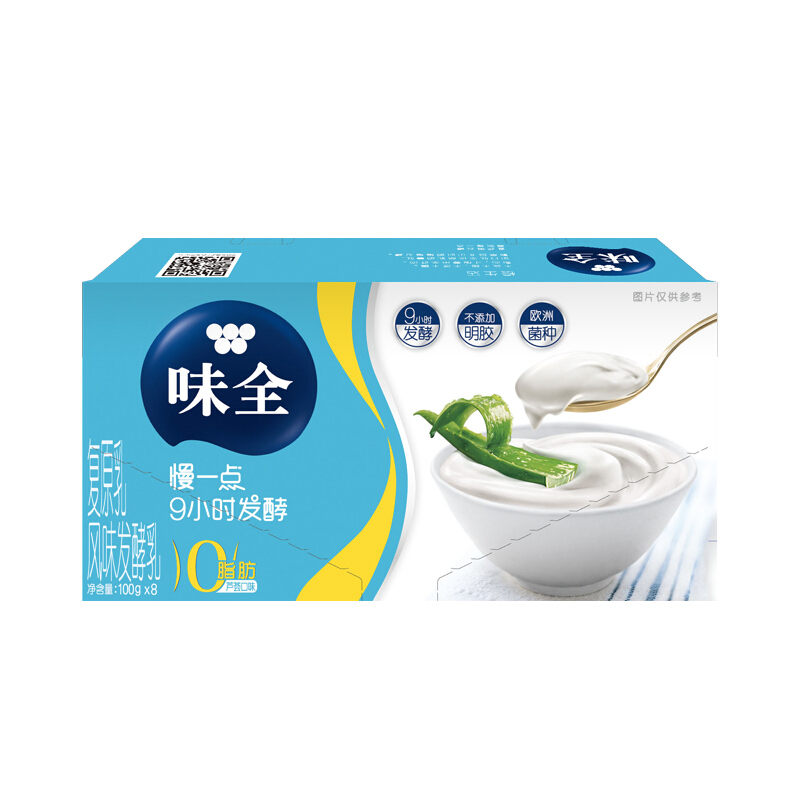 味全
图片仅供参考
9小时
发酵
不添加
明胶
欧洲
菌种
味全
慢一点
9小时发酵
复原乳
风味发酵乳
净含量:100g x8
0脂肪
芦荟口味